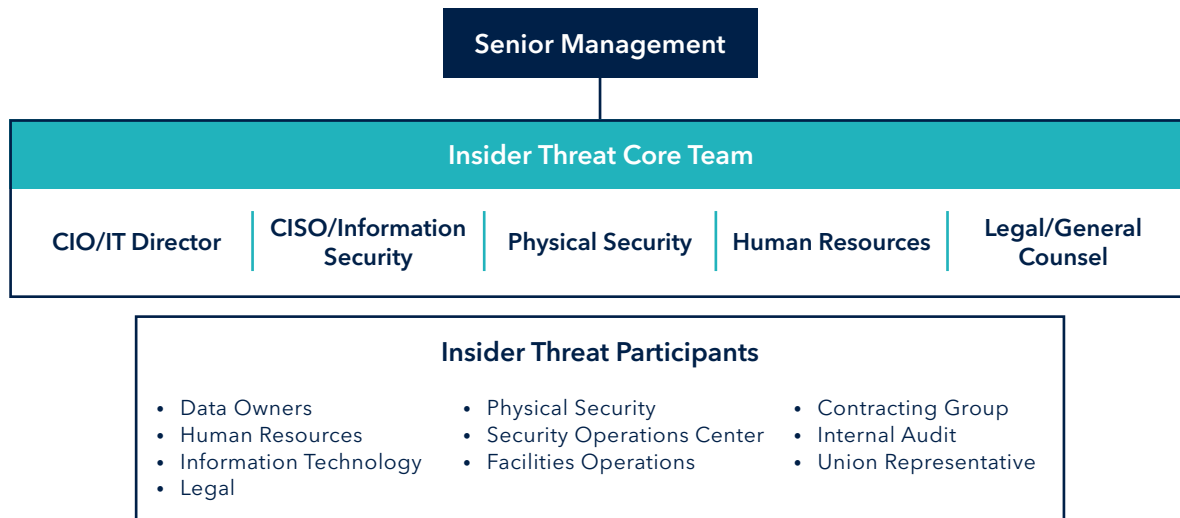 Senior Management
Insider Threat Core Team
CIO/IT Director
CISO/Information
Security
Physical Security
Human Resources
Legal/General
Counsel
Insider Threat Participants
• Data Owners
• Human Resources
• Information Technology
• Legal
• Physical Security
• Security Operations Center
• Facilities Operations
• Contracting Group
• Internal Audit
• Union Representative